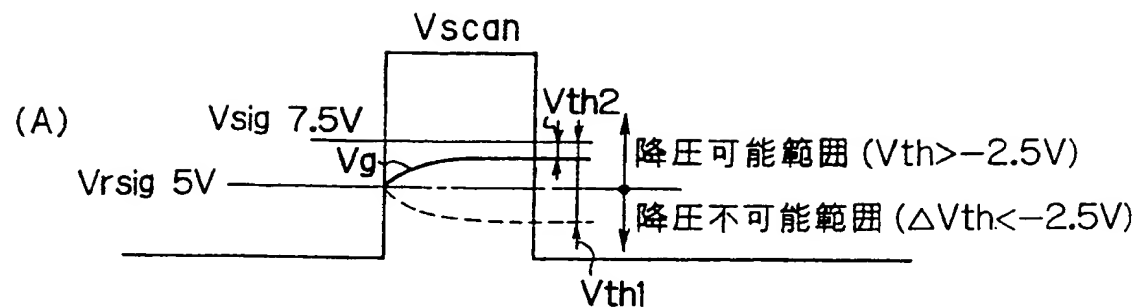 Vscan
(A)
Vsig 7.5V
Vth2
Vg
降圧可能範囲 (Vth>−2.5V)
Vrsig 5V
降圧不可能範囲 (△Vth<−2.5V)
Vth1